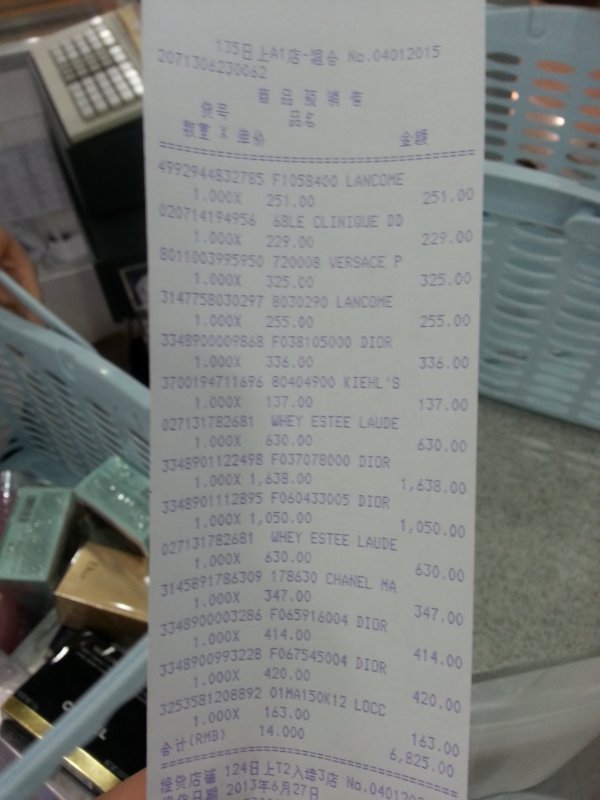 135日上A1店-混合 No.04012015
2071306230062
商 品 预 销 售
货号 品名
数量 X 单价 金额
4992944832785 F1058400 LANCOME
1.000X 251.00 251.00
020714194956 6BLE CLINIQUE DD
1.000X 229.00 229.00
8011003995950 720008 VERSACE P
1.000X 325.00 325.00
3147758030297 8030290 LANCOME
1.000X 255.00 255.00
3348900009868 F038105000 DIOR
1.000X 336.00 336.00
3700194711696 80404900 KIEHL'S
1.000X 137.00 137.00
027131782681 WHEY ESTEE LAUDE
1.000X 630.00 630.00
3348901122498 F037078000 DIOR
1.000X 1,638.00 1,638.00
3348901112895 F060433005 DIOR
1.000X 1,050.00 1,050.00
027131782681 WHEY ESTEE LAUDE
1.000X 630.00 630.00
3145891786309 178630 CHANEL MA
1.000X 347.00 347.00
3348900003286 F065916004 DIOR
1.000X 414.00 414.00
3348900993228 F067545004 DIOR
1.000X 420.00 420.00
3253581208892 01MA150K12 LOCC
1.000X 163.00 163.00
合计(RMB) 14.000 6,825.00
提货店铺 124日上T2入境3店
2013年6月27日